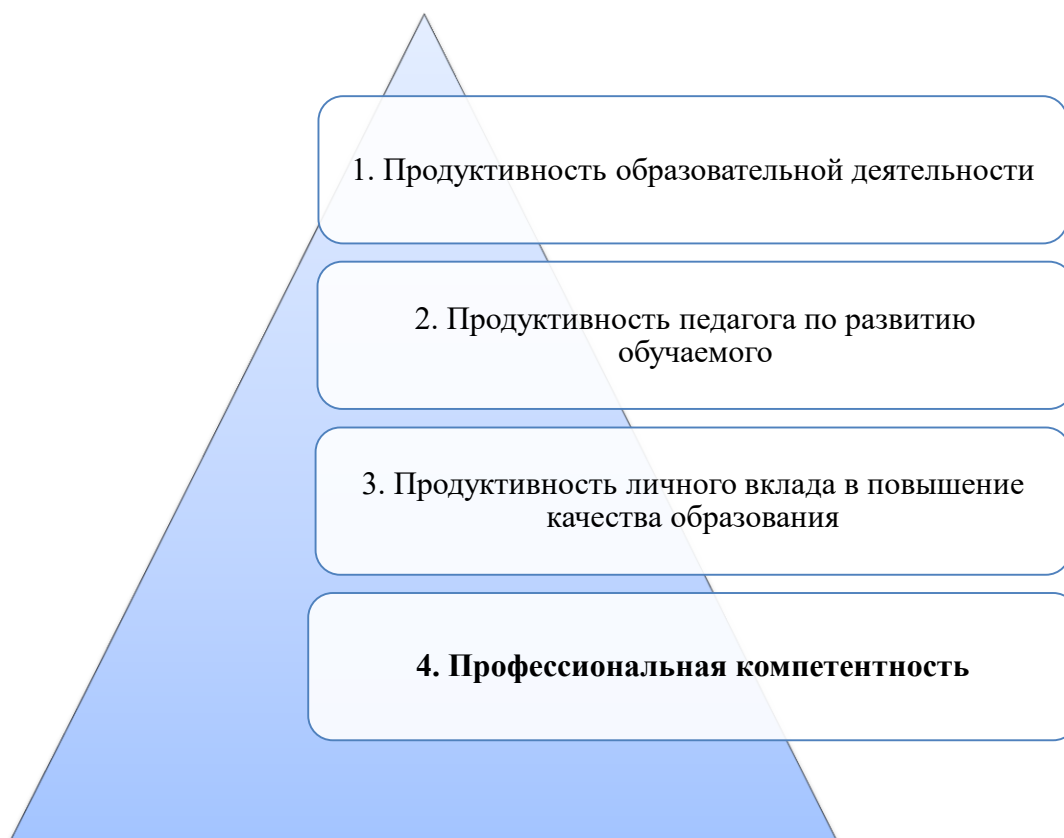 1. Продуктивность образовательной деятельности
2. Продуктивность педагога по развитию
обучаемого
3. Продуктивность личного вклада в повышение
качества образования
4. Профессиональная компетентность